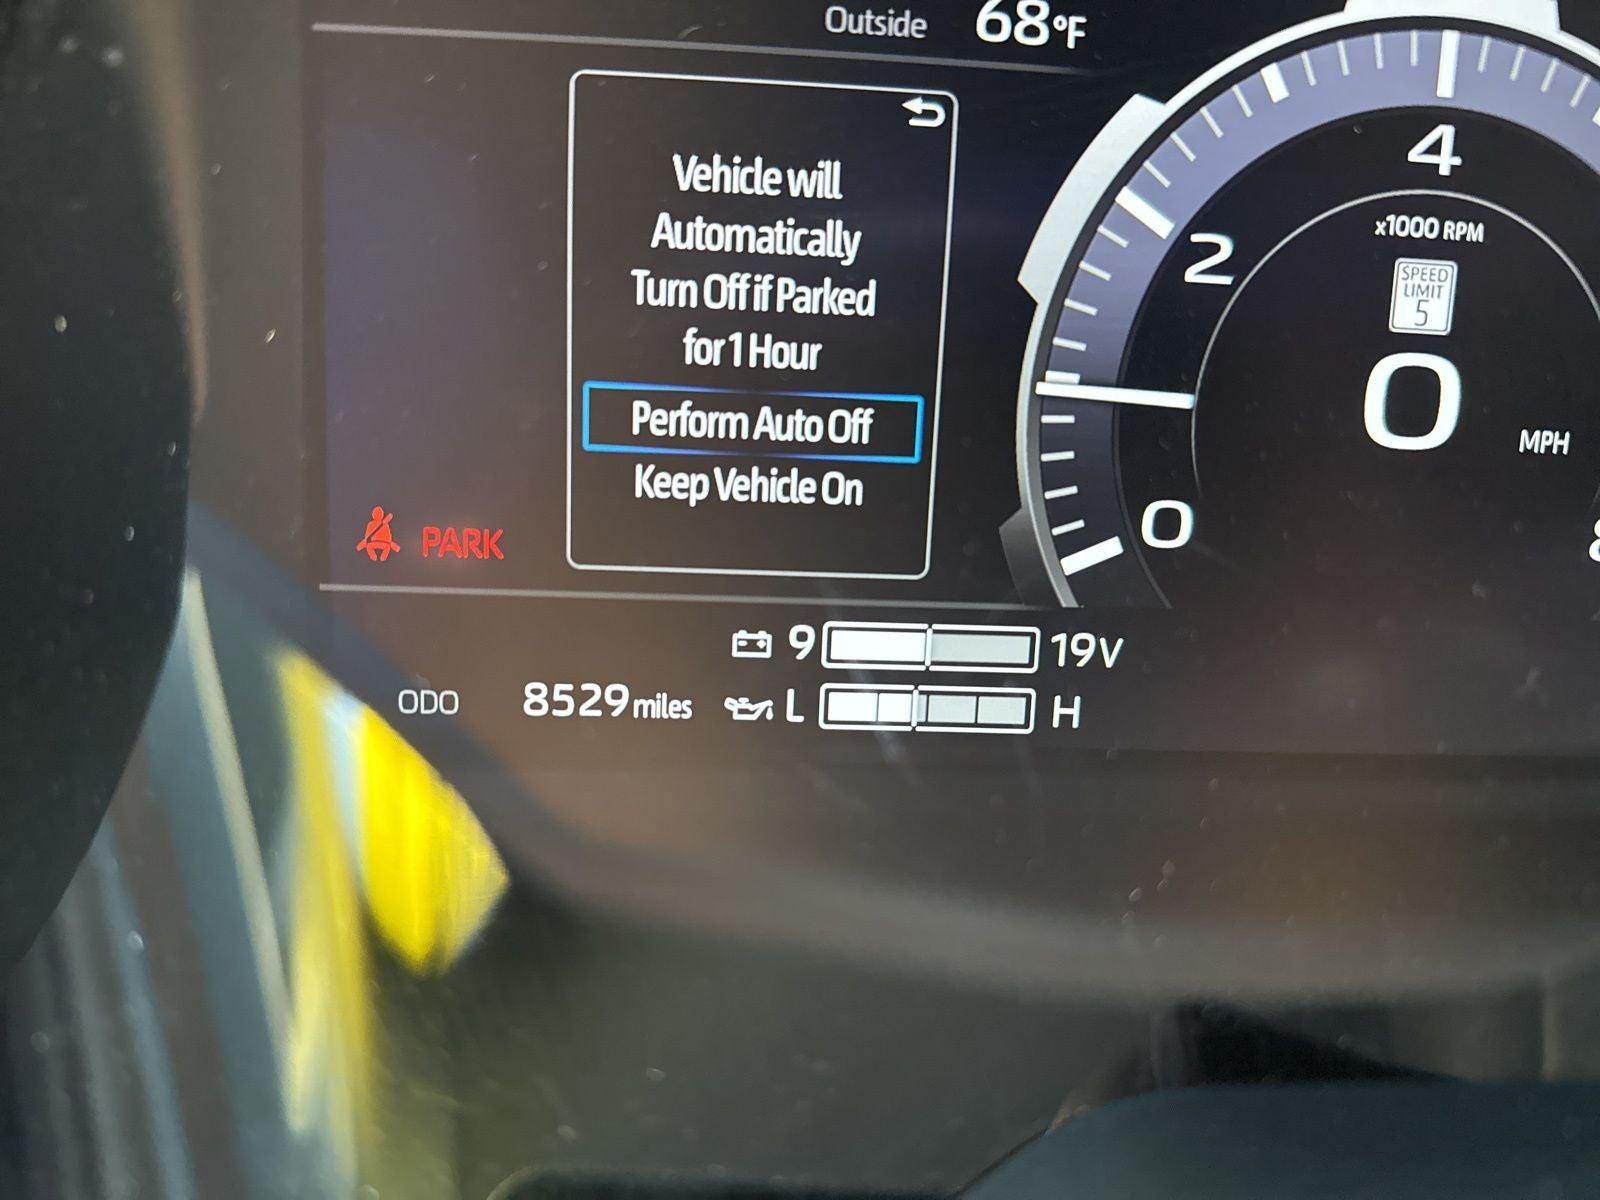 Outside 68°F
Vehicle will
Automatically
Turn Off if Parked
for 1 Hour
Perform Auto Off
Keep Vehicle On
PARK
4
x1000 RPM
2
SPEED
LIMIT
5
0
MPH
0
9 19V
ODO 8529 miles L H